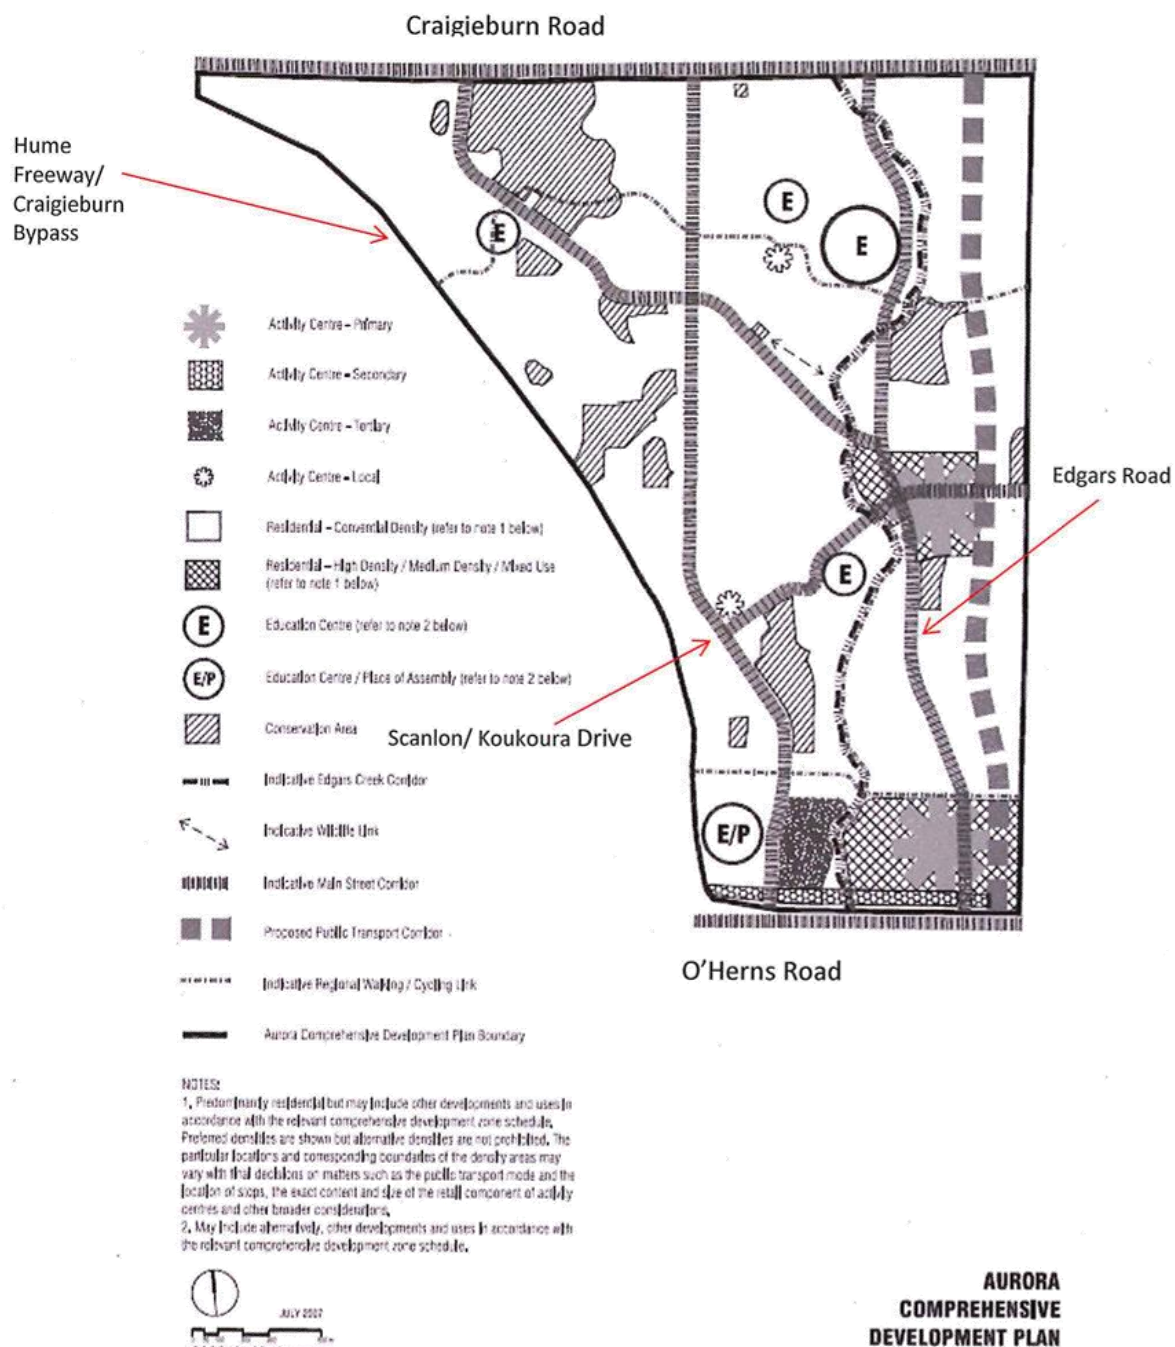 Craigieburn Road
Hume
Freeway/
Craigieburn
Bypass
E
E
E
Edgars Road
E
Scanlon/ Koukoura Drive
E/P
O'Herns Road
Activity Centre – Primary
Activity Centre – Secondary
Activity Centre – Tertiary
Activity Centre – Local
Residential – Convential Density (refer to note 1 below)
Residential – High Density / Medium Density / Mixed Use
(refer to note 1 below)
E
Education Centre (refer to note 2 below)
E/P
Education Centre / Place of Assembly (refer to note 2 below)
Conservation Area
Indicative Edgars Creek Corridor
Indicative Wildlife Link
Indicative Main Street Corridor
Proposed Public Transport Corridor
Indicative Regional Walking / Cycling Link
Aurora Comprehensive Development Plan Boundary
NOTES:
1. Predominantly residential but may include other developments and uses in
accordance with the relevant comprehensive development zone schedule.
Preferred densities are shown but alternative densities are not prohibited. The
particular locations and corresponding boundaries of the density areas may
vary with final decisions on matters such as the public transport mode and the
location of stops, the exact content and size of the retail component of activity
centres and other broader considerations.
2. May include alternatively, other developments and uses in accordance with
the relevant comprehensive development zone schedule.
JULY 2007
AURORA
COMPREHENSIVE
DEVELOPMENT PLAN